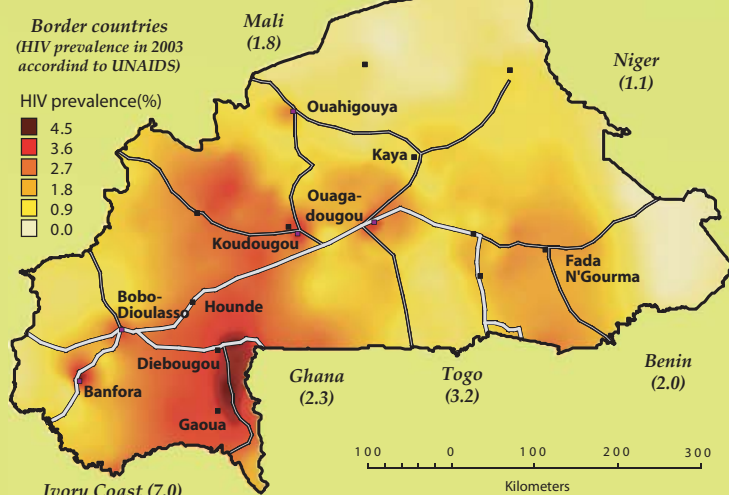 Border countries
(HIV prevalence in 2003
accordind to UNAIDS)
HIV prevalence(%)
4.5
3.6
2.7
1.8
0.9
0.0
Mali
(1.8)
Niger
(1.1)
Ouahigouya
Kaya
Ouaga-
dougou
Koudougou
Fada
N'Gourma
Bobo-
Dioulasso
Hounde
Diebougou
Banfora
Gaoua
Ghana
(2.3)
Togo
(3.2)
Benin
(2.0)
Ivory Coast (7.0)
100 0 100 200 300
Kilometers